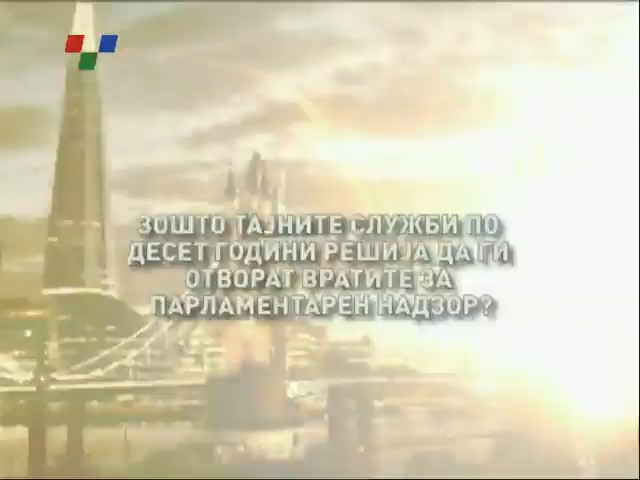 ЗОШТО ТАЈНИТЕ СЛУЖБИ ПО
ДЕСЕТ ГОДИНИ РЕШИЈА ДА ГИ
ОТВОРАТ ВРАТИТЕ ЗА
ПАРЛАМЕНТАРЕН НАДЗОР?